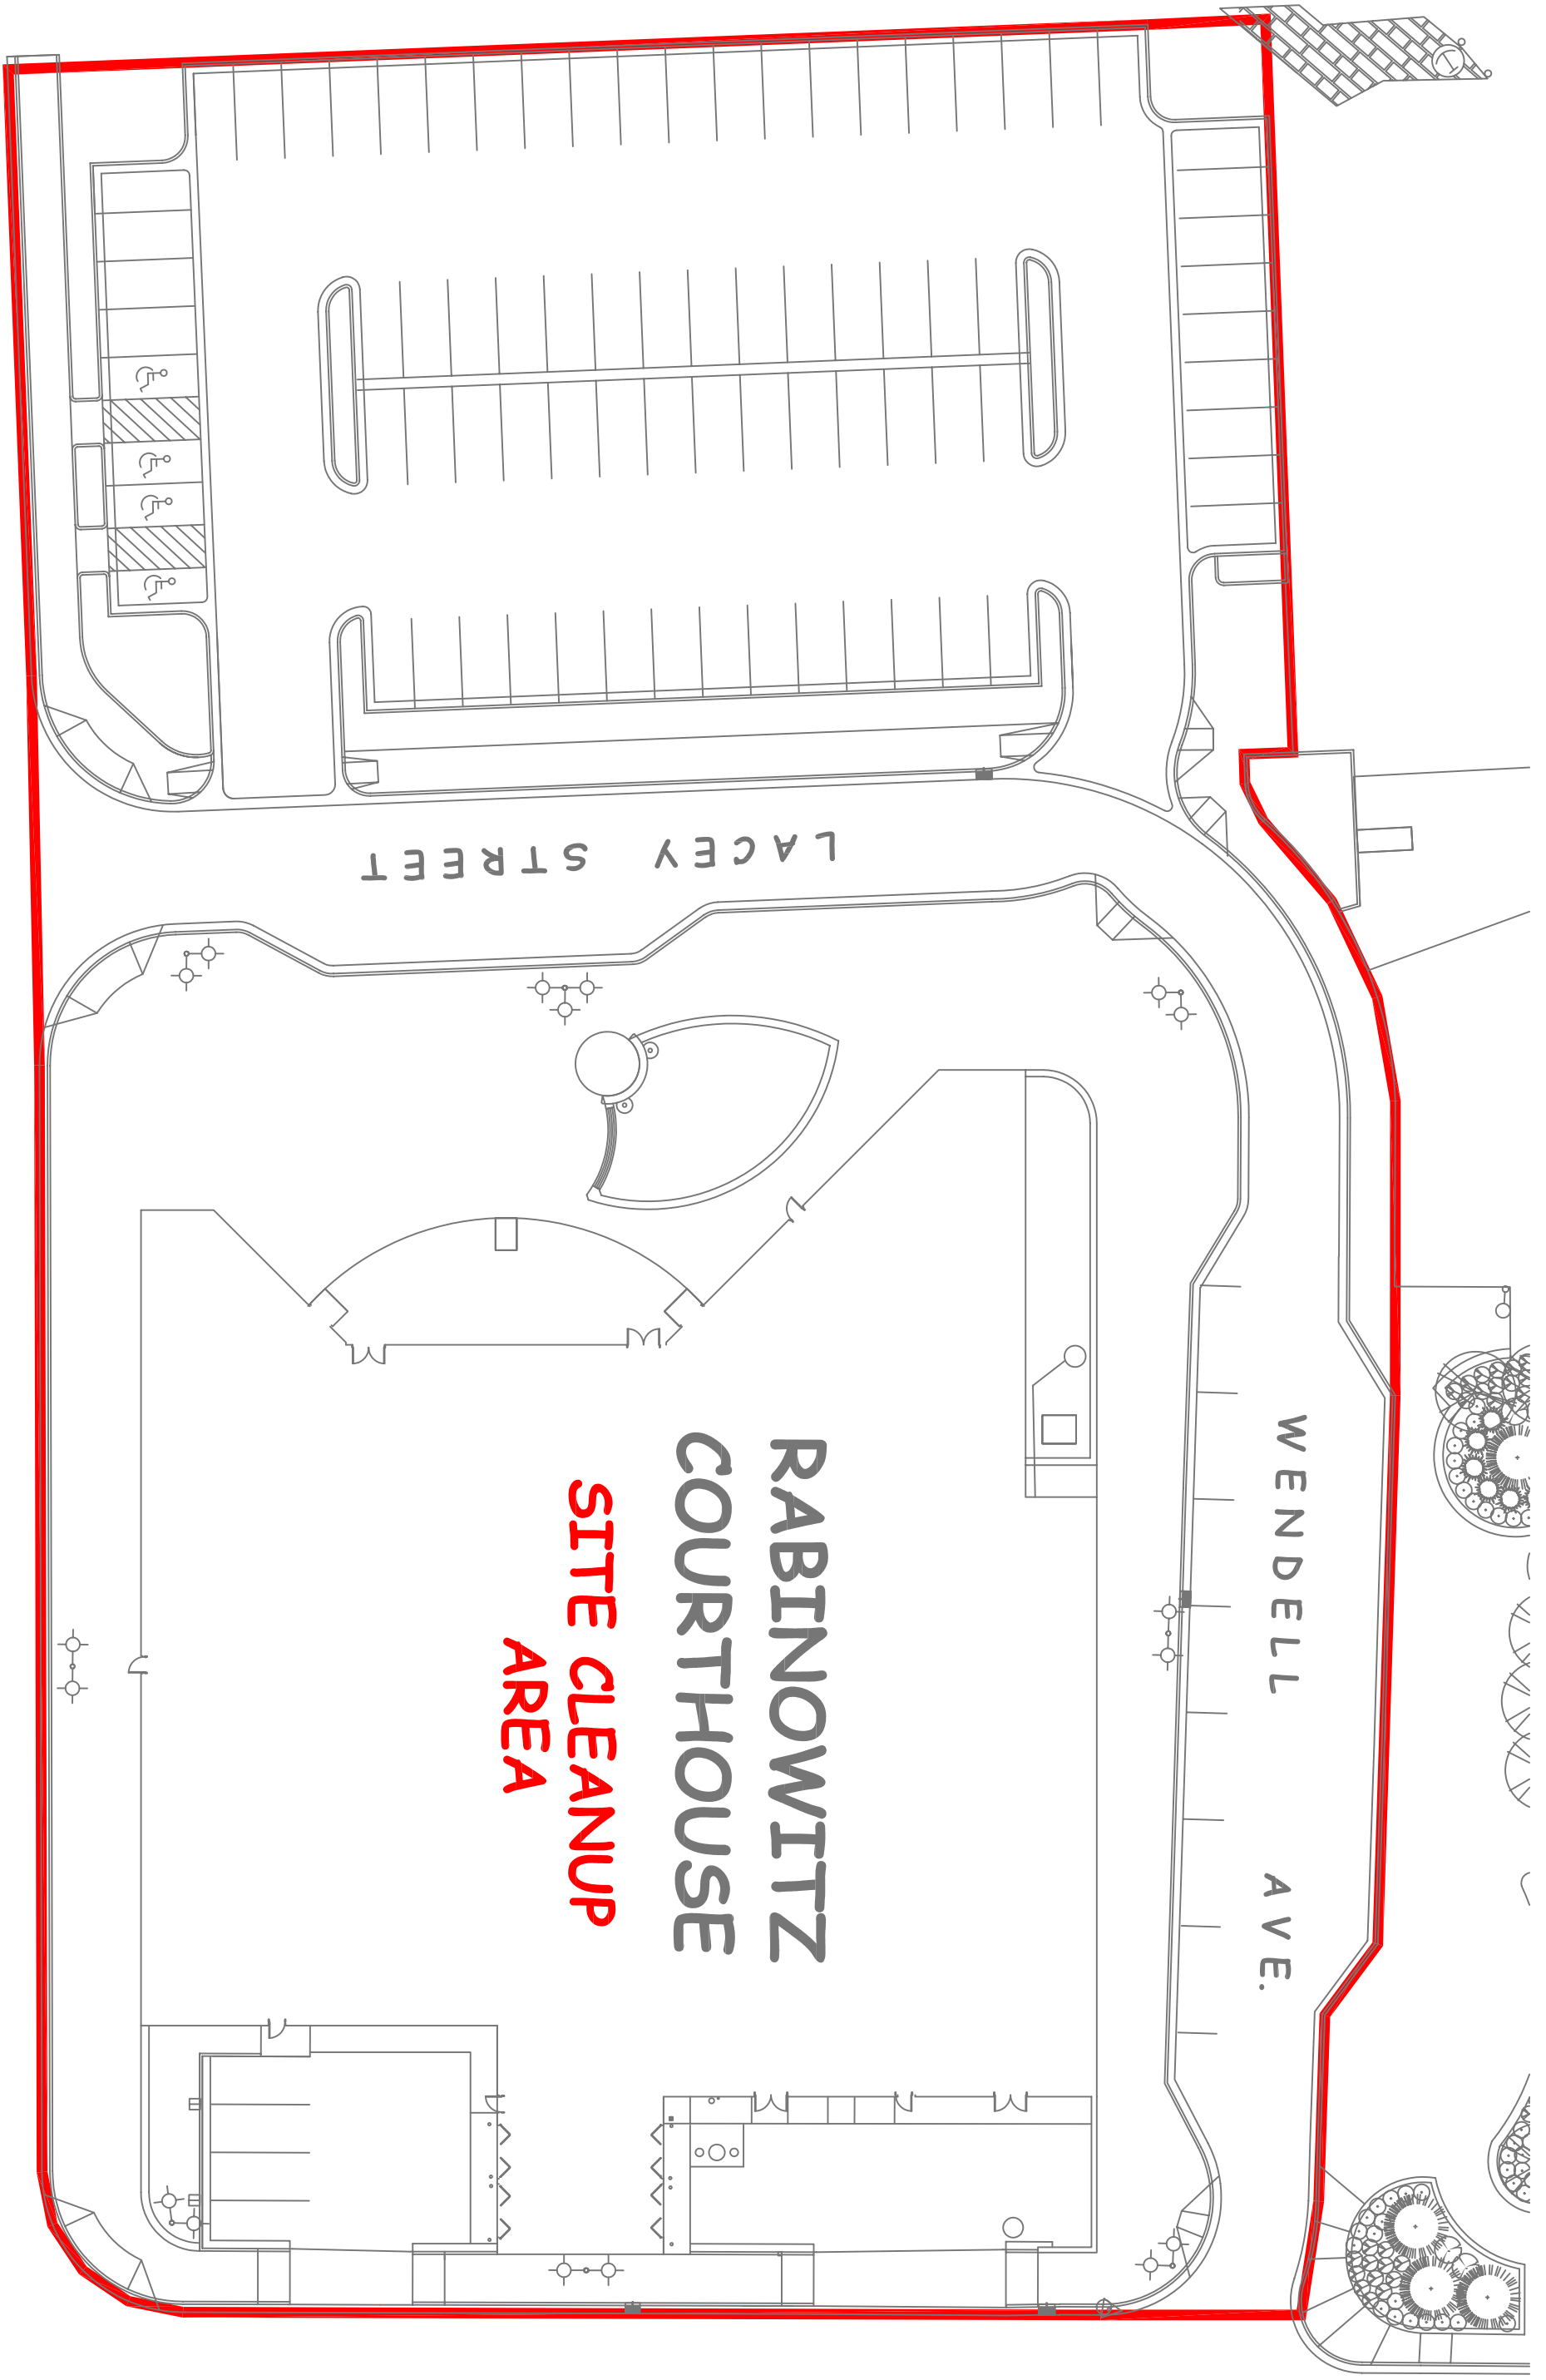 LACEY STREET
WENDELL AVE.
RABINOWITZ
COURTHOUSE
SITE CLEANUP
AREA